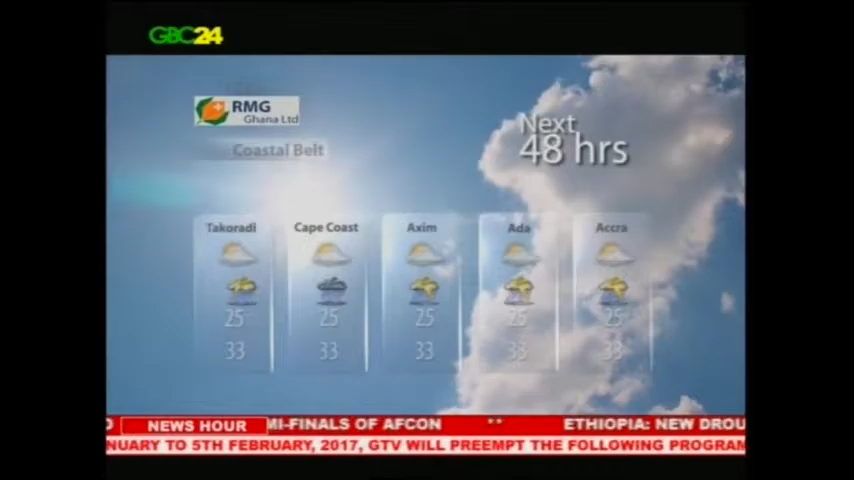 GBC24
RMG
Ghana Ltd
Coastal Belt
Next
48 hrs
Takoradi
Cape Coast
Axim
Ada
Accra
25
25
25
25
25
33
33
33
33
33
NEWS HOUR
MI-FINALS OF AFCON ** ETHIOPIA: NEW DROU
NUARY TO 5TH FEBRUARY, 2017, GTV WILL PREEMPT THE FOLLOWING PROGRAM